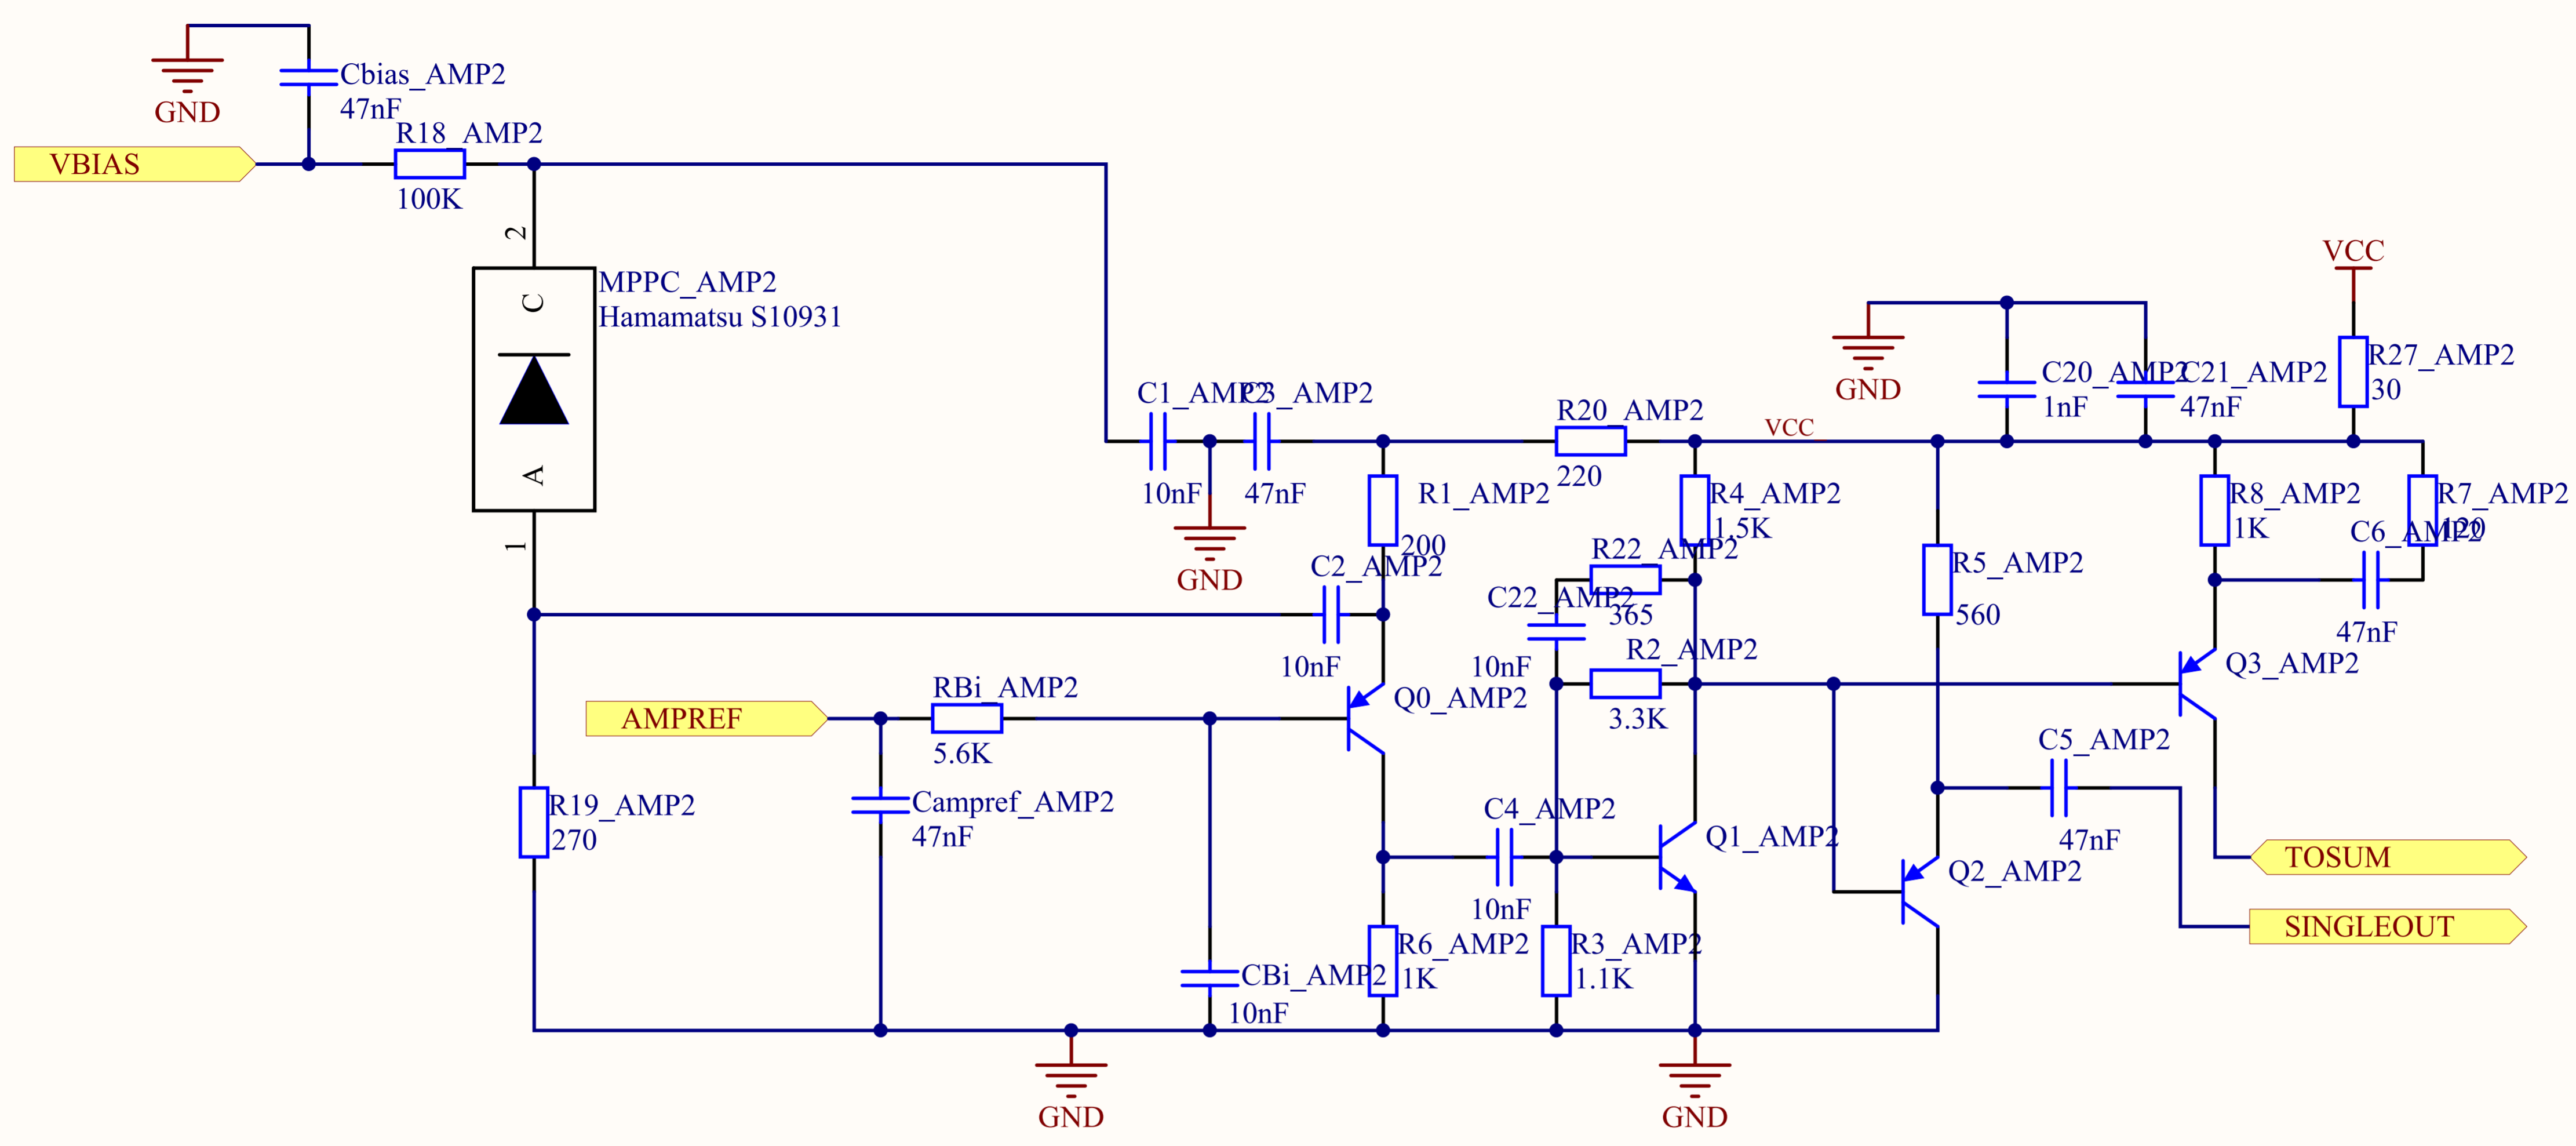 GND
Cbias_AMP2
47nF
R18_AMP2
VBIAS
100K
2
C
MPPC_AMP2
Hamamatsu S10931
A
1
C1_AMP2
C3_AMP2
10nF
47nF
GND
R1_AMP2
200
C2_AMP2
10nF
R20_AMP2
220
VCC
R4_AMP2
1.5K
R22_AMP2
365
C22_AMP2
10nF
R2_AMP2
3.3K
GND
C20_AMP2
1nF
C21_AMP2
47nF
VCC
R27_AMP2
30
R8_AMP2
1K
R7_AMP2
120
C6_AMP2
47nF
R5_AMP2
560
Q3_AMP2
AMPREF
RBi_AMP2
5.6K
Q0_AMP2
R19_AMP2
270
Campref_AMP2
47nF
C4_AMP2
10nF
Q1_AMP2
C5_AMP2
47nF
Q2_AMP2
TOSUM
SINGLEOUT
CBi_AMP2
10nF
R6_AMP2
1K
R3_AMP2
1.1K
GND
GND